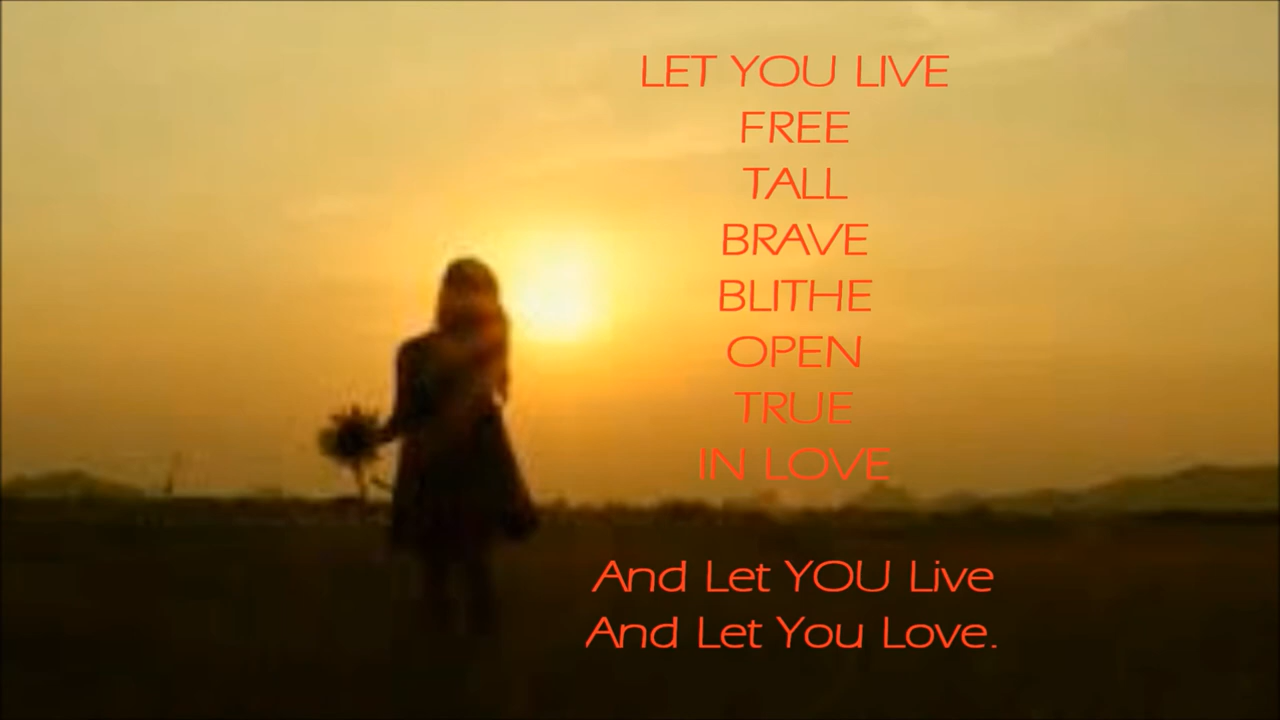 LET YOU LIVE
FREE
TALL
BRAVE
BLITHE
OPEN
TRUE
IN LOVE
And Let YOU Live
And Let You Love.